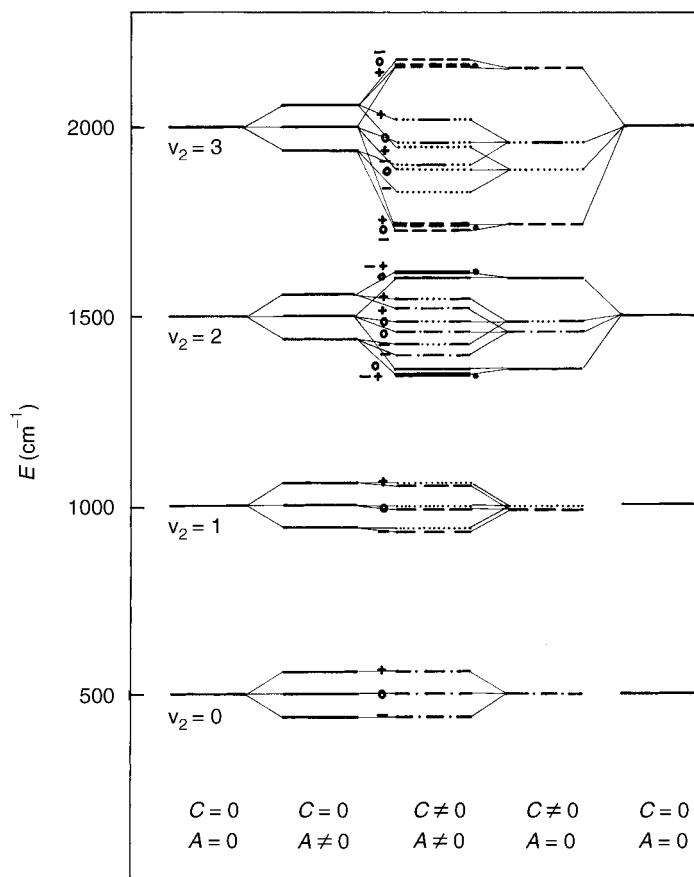 2000
v₂ = 3
1500
v₂ = 2
E (cm⁻¹)
1000
v₂ = 1
500
v₂ = 0
C = 0 C = 0 C ≠ 0 C ≠ 0 C = 0
A = 0 A ≠ 0 A ≠ 0 A = 0 A = 0